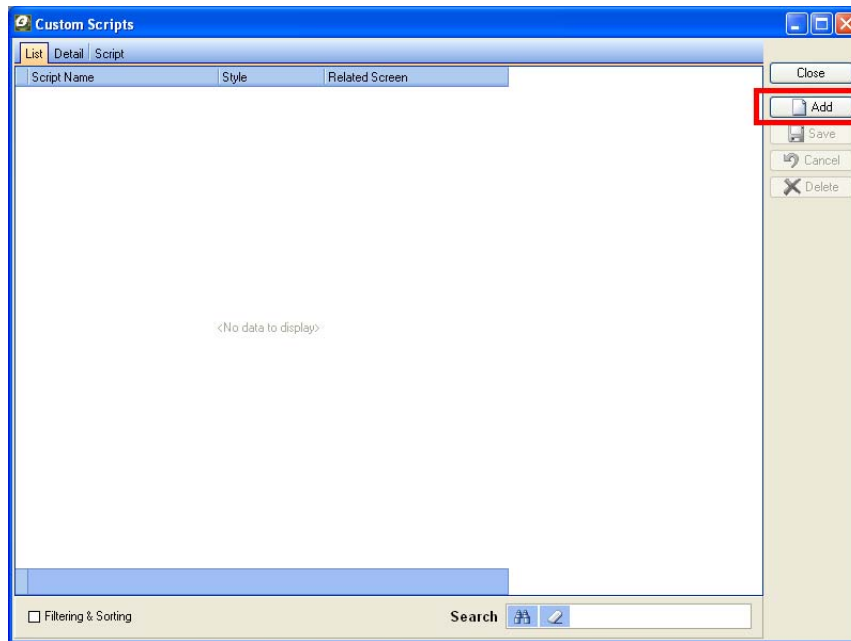 Custom Scripts
List Detail Script
Script Name Style Related Screen
Close
Add
Save
Cancel
Delete
<No data to display>
Filtering & Sorting Search